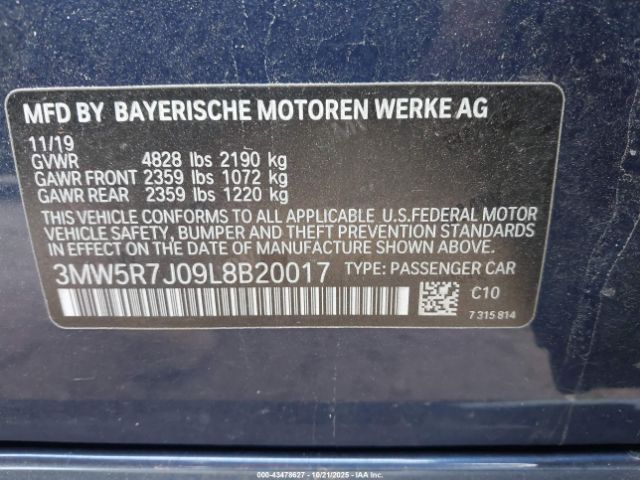 MFD BY BAYERISCHE MOTOREN WERKE AG
11/19
GVWR 4828 lbs 2190 kg
GAWR FRONT 2359 lbs 1072 kg
GAWR REAR 2359 lbs 1220 kg
THIS VEHICLE CONFORMS TO ALL APPLICABLE U.S.FEDERAL MOTOR
VEHICLE SAFETY, BUMPER AND THEFT PREVENTION STANDARDS
IN EFFECT ON THE DATE OF MANUFACTURE SHOWN ABOVE.
3MW5R7J09L8B20017 TYPE: PASSENGER CAR
C10
7 315 814
000-43478627 - 10/21/2025 - IAAI.COM